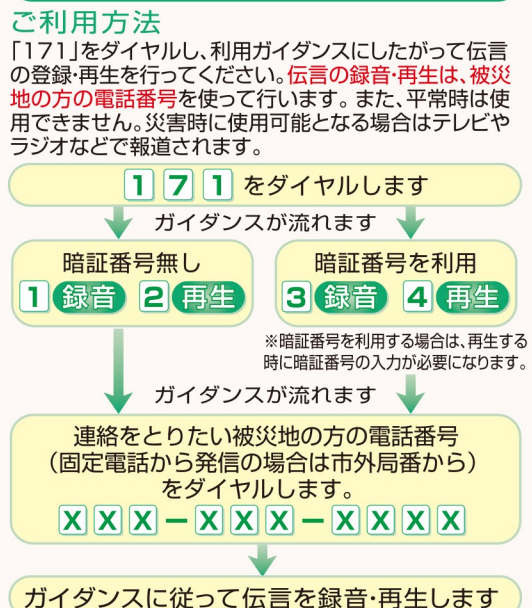 ご利用方法
「171」をダイヤルし、利用ガイダンスにしたがって伝言
の登録・再生を行ってください。伝言の録音・再生は、被災
地の方の電話番号を使って行います。また、平常時は使
用できません。災害時に使用可能となる場合はテレビや
ラジオなどで報道されます。
1 7 1 をダイヤルします
ガイダンスが流れます
暗証番号無し
1 録音 2 再生
暗証番号を利用
3 録音 4 再生
※暗証番号を利用する場合は、再生する
時に暗証番号の入力が必要になります。
ガイダンスが流れます
連絡をとりたい被災地の方の電話番号
（固定電話から発信の場合は市外局番から）
をダイヤルします。
X X X － X X X － X X X X
ガイダンスに従って伝言を録音・再生します